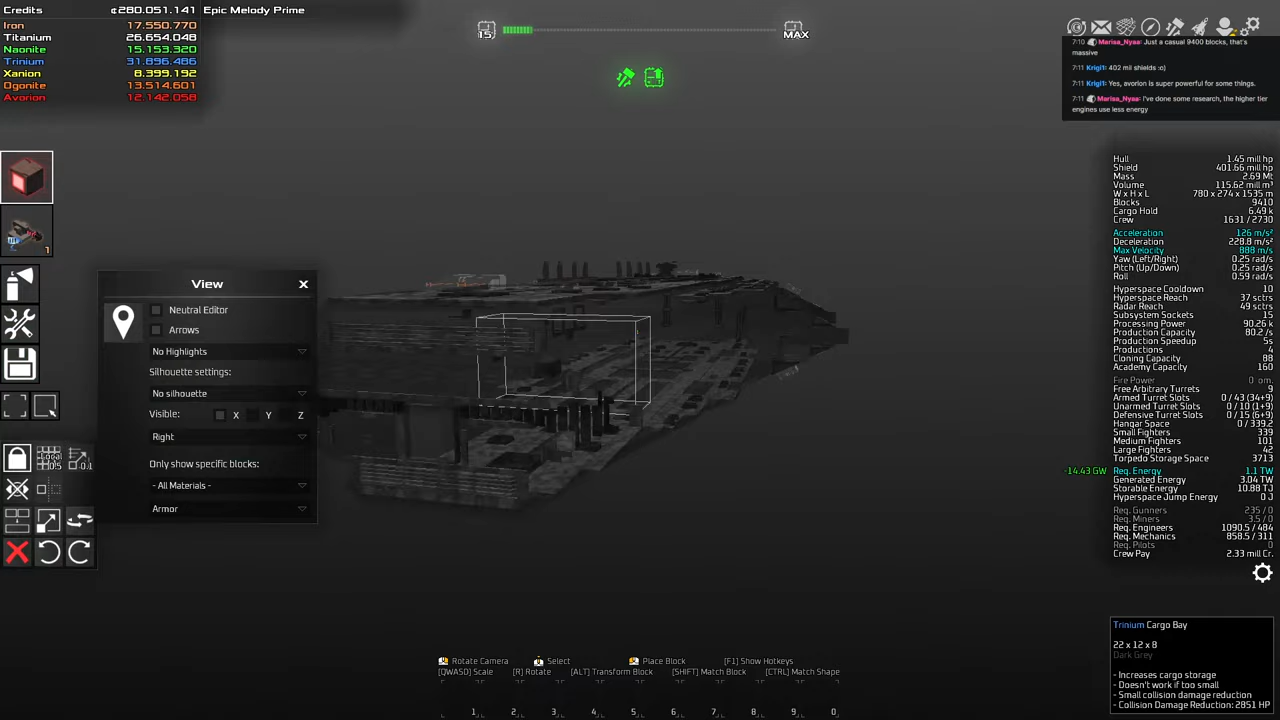 Credits ¢280.051.141 Epic Melody Prime
Iron 17.550.770
Titanium 26.654.048
Naonite 15.153.320
Trinium 31.896.486
Xanion 8.399.192
Ogonite 13.514.601
Avorion 12.142.058
15 MAX
7:10 Marisa_Nyaa: Just a casual 9400 blocks, that's
massive
7:11 Krigi1: 402 mil shields :o)
7:11 Krigi1: Yes, avorion is super powerful for some things.
7:11 Marisa_Nyaa: I've done some research, the higher tier
engines use less energy
1
View
Neutral Editor
Arrows
No Highlights
Silhouette settings:
No silhouette
Visible: X Y Z
Right
Only show specific blocks:
- All Materials -
Armor
Hull 1.45 mill hp
Shield 401.66 mill hp
Mass 2.69 Mt
Volume 115.62 mill m³
W x H x L 780 x 274 x 1535 m
Blocks 9410
Cargo Hold 6.49 k
Crew 1631 / 2730
Acceleration 126 m/s²
Deceleration 228.8 m/s²
Max Velocity 888 m/s
Yaw (Left/Right) 0.25 rad/s
Pitch (Up/Down) 0.25 rad/s
Roll 0.59 rad/s
Hyperspace Cooldown 10
Hyperspace Reach 37 sctrs
Radar Reach 49 sctrs
Subsystem Sockets 15
Processing Power 90.26 k
Production Capacity 80.2 /s
Production Speedup 5s
Productions 4
Cloning Capacity 88
Academy Capacity 160
Fire Power 0 om.
Free Arbitrary Turrets 9
Armed Turret Slots 0 / 43 (34+9)
Unarmed Turret Slots 0 / 10 (1+9)
Defensive Turret Slots 0 / 15 (6+9)
Hangar Space 0 / 339.2
Small Fighters 339
Medium Fighters 101
Large Fighters 42
Torpedo Storage Space 3713
-14.43 GW Req. Energy 1.1 TW
Generated Energy 3.04 TW
Storable Energy 10.88 TJ
Hyperspace Jump Energy 0 J
Req. Gunners 235 / 0
Req. Miners 3.5 / 0
Req. Engineers 1090.5 / 484
Req. Mechanics 858.5 / 311
Req. Pilots 0
Crew Pay 2.33 mill Cr.
Trinium Cargo Bay
22 x 12 x 8
Dark Grey
- Increases cargo storage
- Doesn't work if too small
- Small collision damage reduction
- Collision Damage Reduction: 2851 HP
Rotate Camera Select Place Block [F1] Show Hotkeys
[QWASD] Scale [R] Rotate [ALT] Transform Block [SHIFT] Match Block [CTRL] Match Shape
1 2 3 4 5 6 7 8 9 0